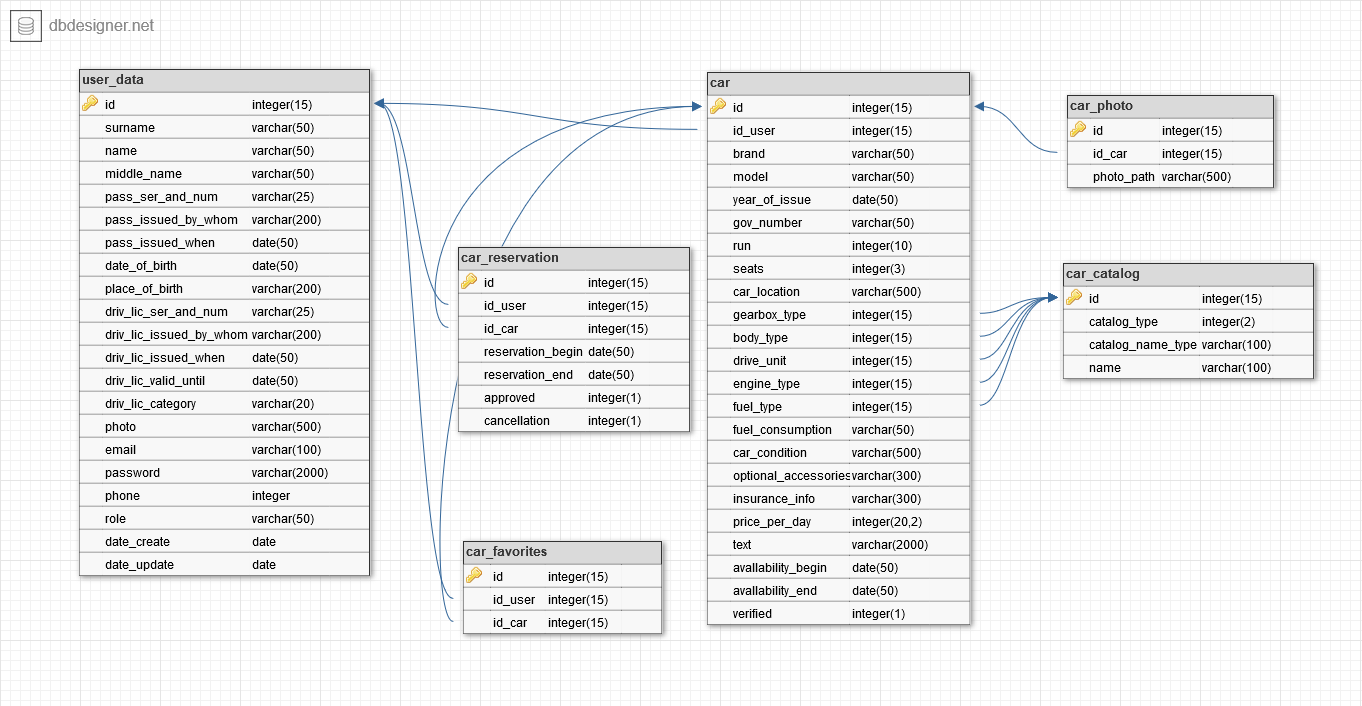 dbdesigner.net
user_data
id integer(15)
surname varchar(50)
name varchar(50)
middle_name varchar(50)
pass_ser_and_num varchar(25)
pass_issued_by_whom varchar(200)
pass_issued_when date(50)
date_of_birth date(50)
place_of_birth varchar(200)
driv_lic_ser_and_num varchar(25)
driv_lic_issued_by_whom varchar(200)
driv_lic_issued_when date(50)
driv_lic_valid_until date(50)
driv_lic_category varchar(20)
photo varchar(500)
email varchar(100)
password varchar(2000)
phone integer
role varchar(50)
date_create date
date_update date
car_reservation
id integer(15)
id_user integer(15)
id_car integer(15)
reservation_begin date(50)
reservation_end date(50)
approved integer(1)
cancellation integer(1)
car_favorites
id integer(15)
id_user integer(15)
id_car integer(15)
car
id integer(15)
id_user integer(15)
brand varchar(50)
model varchar(50)
year_of_issue date(50)
gov_number varchar(50)
run integer(10)
seats integer(3)
car_location varchar(500)
gearbox_type integer(15)
body_type integer(15)
drive_unit integer(15)
engine_type integer(15)
fuel_type integer(15)
fuel_consumption varchar(50)
car_condition varchar(500)
optional_accessories varchar(300)
insurance_info varchar(300)
price_per_day integer(20,2)
text varchar(2000)
avallability_begin date(50)
avallability_end date(50)
verified integer(1)
car_photo
id integer(15)
id_car integer(15)
photo_path varchar(500)
car_catalog
id integer(15)
catalog_type integer(2)
catalog_name_type varchar(100)
name varchar(100)